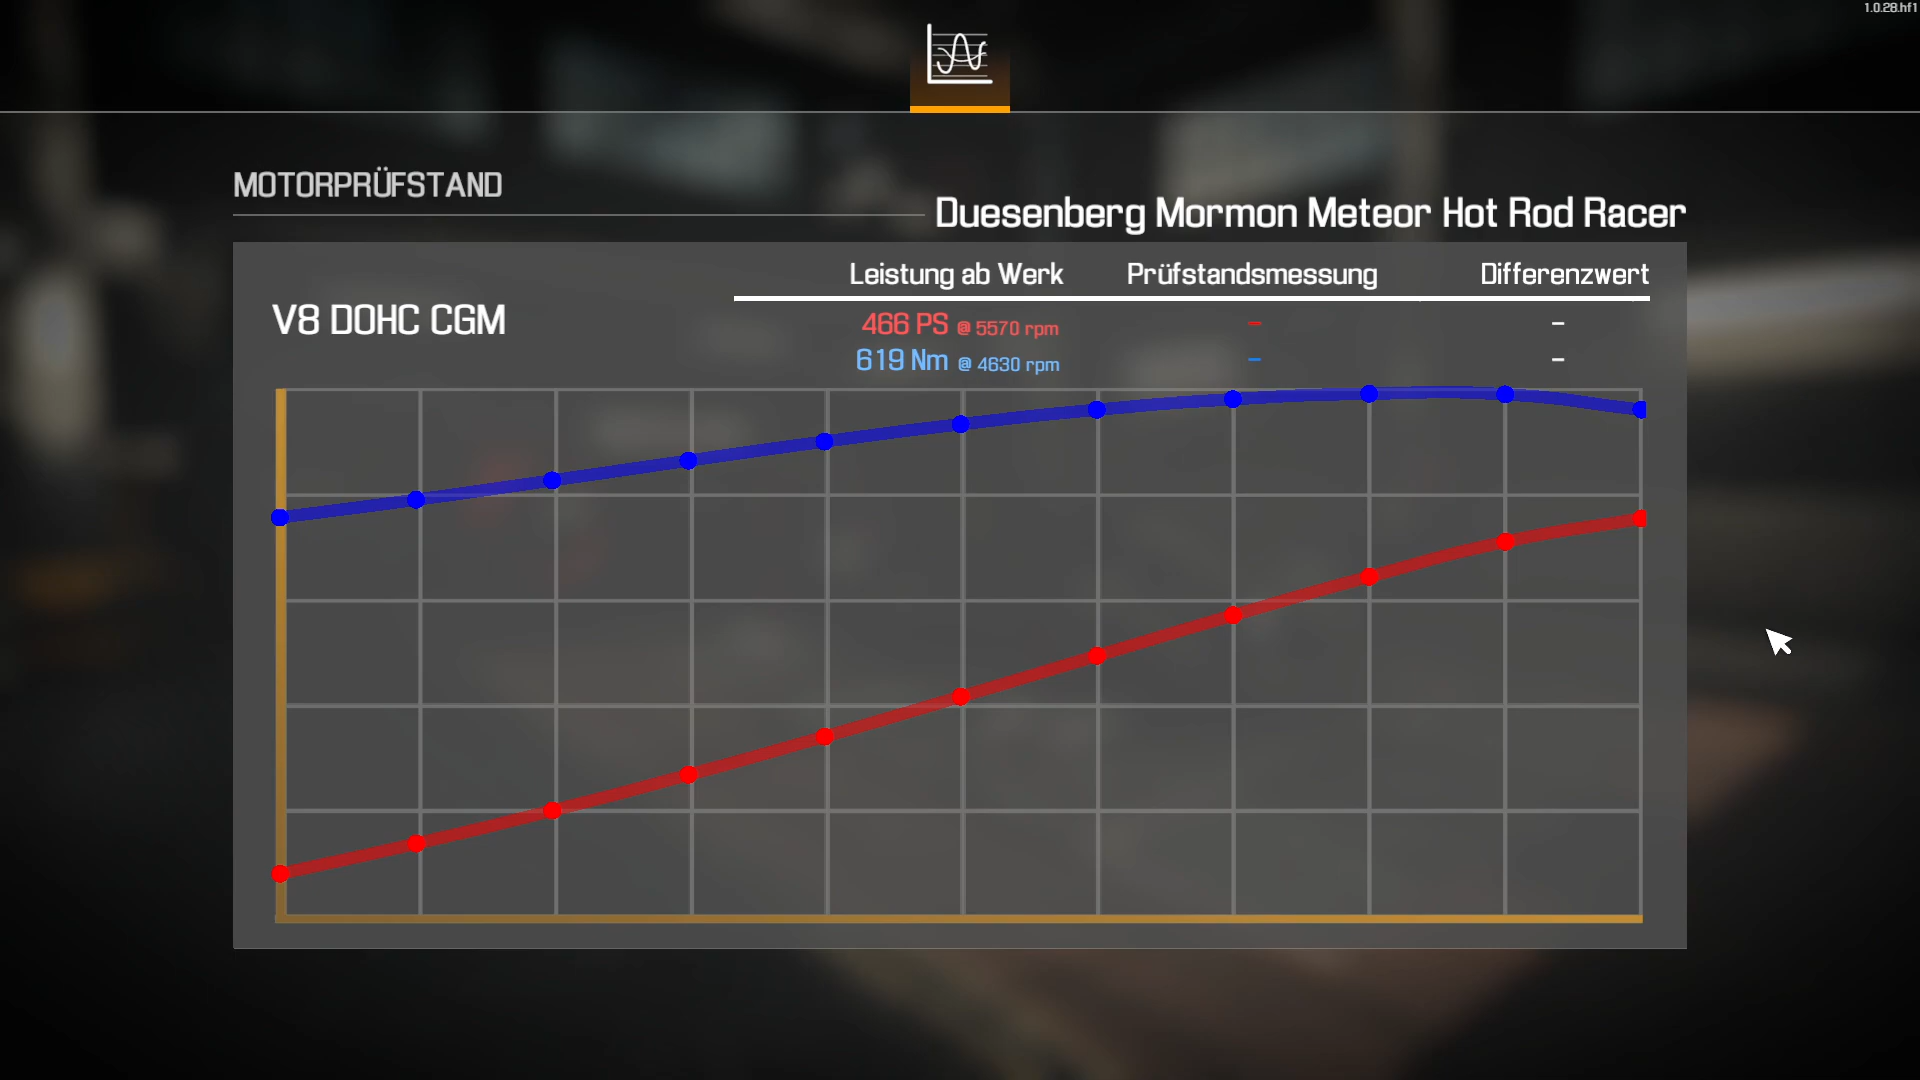 1.0.28.hf1
MOTORPRÜFSTAND
Duesenberg Mormon Meteor Hot Rod Racer
Leistung ab Werk Prüfstandsmessung Differenzwert
V8 DOHC CGM
466 PS @ 5570 rpm - -
619 Nm @ 4630 rpm - -